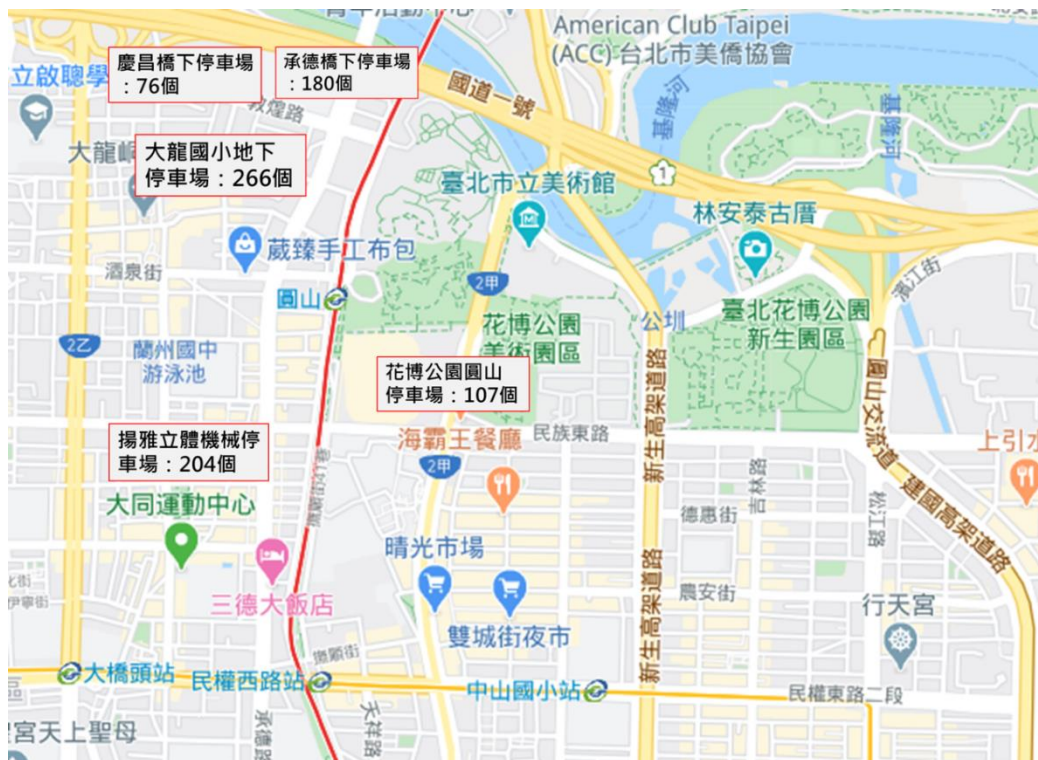 American Club Taipei
(ACC)台北市美僑協會
慶昌橋下停車場
：76個
承德橋下停車場
：180個
國道一號
基隆河
基隆河
立啟聰學
敦煌路
大龍國小地下
停車場：266個
臺北市立美術館
1
林安泰古厝
葳臻手工布包
酒泉街
2甲
濱江街
圓山
花博公園
美術園區
公圳
臺北花博公園
新生園區
2乙
蘭州國中
游泳池
花博公園圓山
停車場：107個
新生高架道路
圓山交流道
揚雅立體機械停
車場：204個
海霸王餐廳
民族東路
2甲
上引水
吉林路
建國高架道路
大同運動中心
德惠街
松江路
晴光市場
新生高架道路
農安街
三德大飯店
雙城街夜市
行天宮
大橋頭站
民權西路站
中山國小站
民權東路二段
承德路
天祥路
宮天上聖母